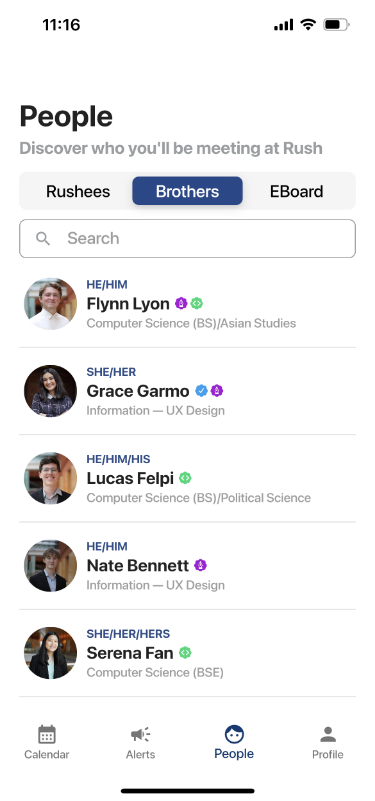 11:16
People
Discover who you'll be meeting at Rush
Rushees Brothers EBoard
Search
HE/HIM
Flynn Lyon
Computer Science (BS)/Asian Studies
SHE/HER
Grace Garmo
Information — UX Design
HE/HIM/HIS
Lucas Felpi
Computer Science (BS)/Political Science
HE/HIM
Nate Bennett
Information — UX Design
SHE/HER/HERS
Serena Fan
Computer Science (BSE)
Calendar Alerts People Profile